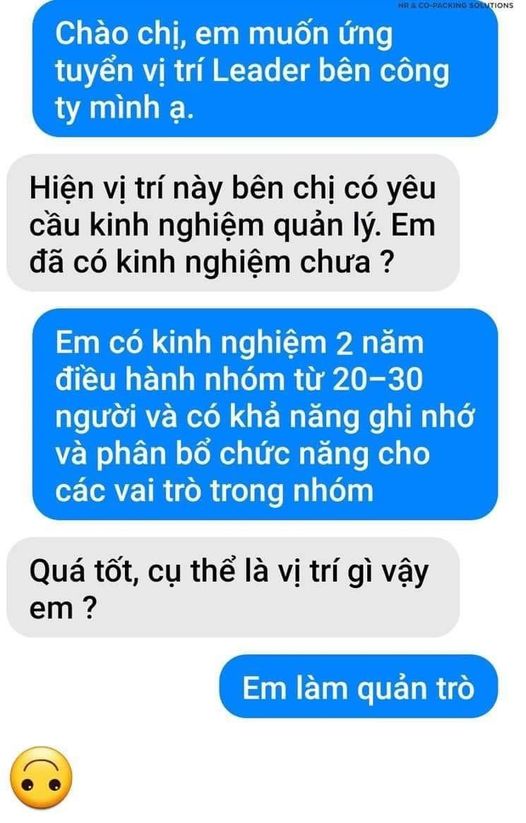 HR & CO-PACKING SOLUTIONS
Chào chị, em muốn ứng
tuyển vị trí Leader bên công
ty mình ạ.
Hiện vị trí này bên chị có yêu
cầu kinh nghiệm quản lý. Em
đã có kinh nghiệm chưa ?
Em có kinh nghiệm 2 năm
điều hành nhóm từ 20–30
người và có khả năng ghi nhớ
và phân bổ chức năng cho
các vai trò trong nhóm
Quá tốt, cụ thể là vị trí gì vậy
em ?
Em làm quản trò